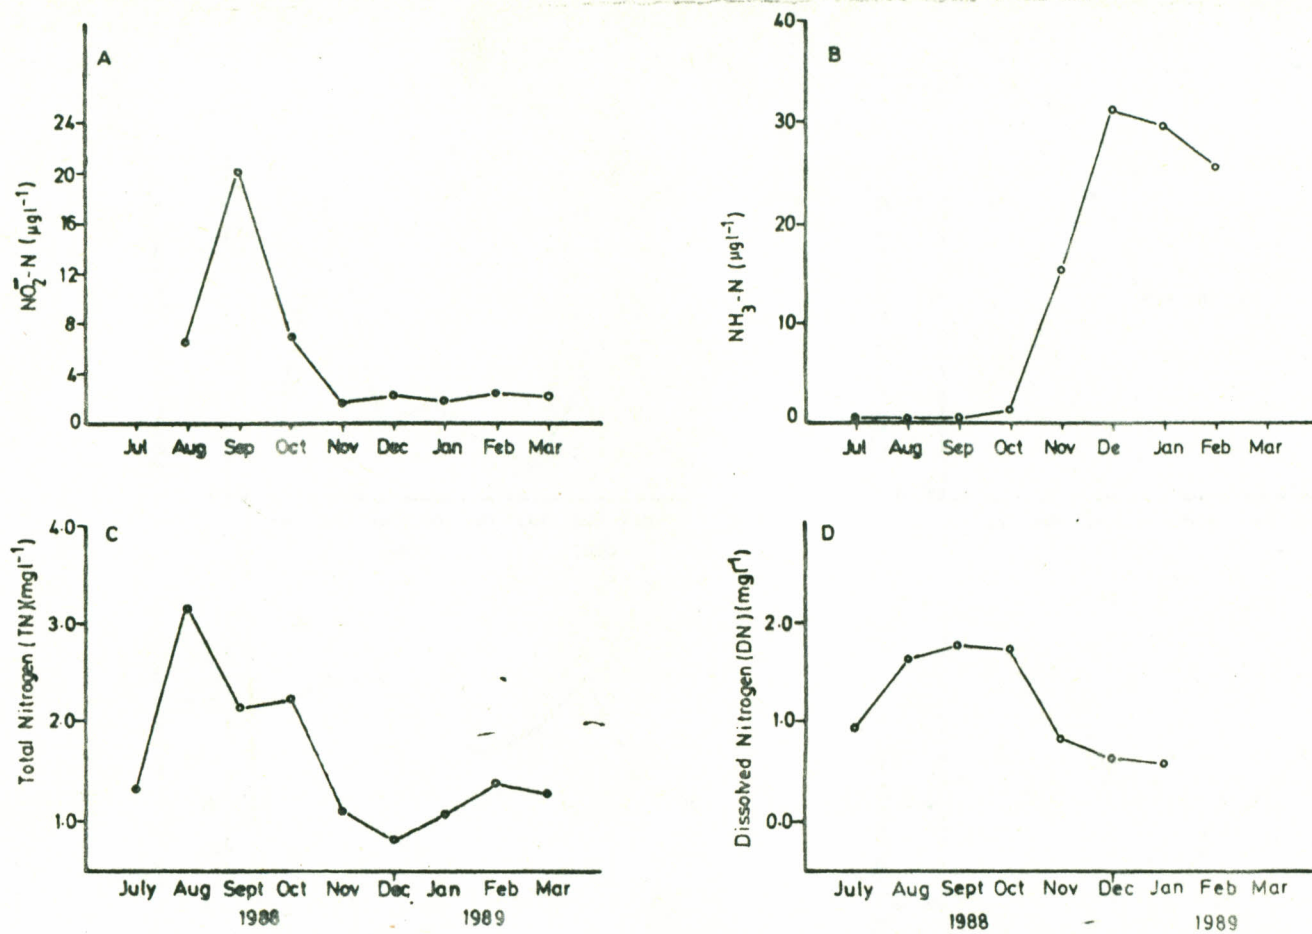 A
24
20
16
12
8
4
0
NO₂⁻-N (μgl⁻¹)
Jul Aug Sep Oct Nov Dec Jan Feb Mar
B
40
30
20
10
0
NH₃-N (μgl⁻¹)
Jul Aug Sep Oct Nov De Jan Feb Mar
C
4·0
3·0
2·0
1·0
Total Nitrogen (TN)(mgl⁻¹)
July Aug Sept Oct Nov Dec Jan Feb Mar
1988 1989
D
2·0
1·0
0·0
Dissolved Nitrogen (DN)(mgl⁻¹)
July Aug Sept Oct Nov Dec Jan Feb Mar
1988 1989